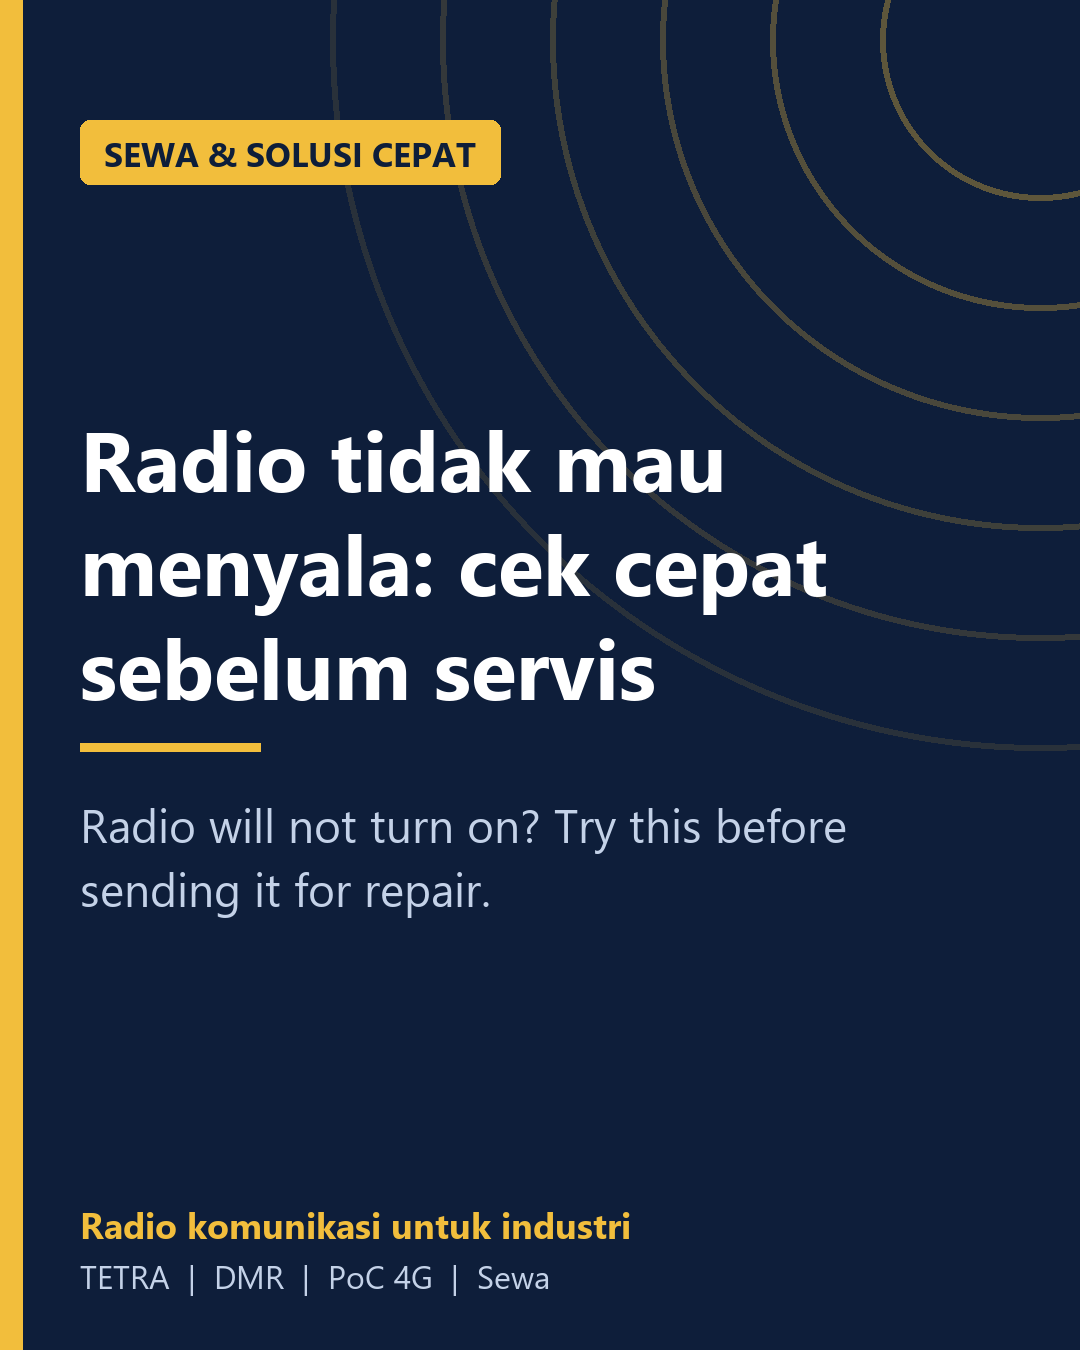 SEWA & SOLUSI CEPAT
Radio tidak mau
menyala: cek cepat
sebelum servis
Radio will not turn on? Try this before
sending it for repair.
Radio komunikasi untuk industri
TETRA | DMR | PoC 4G | Sewa